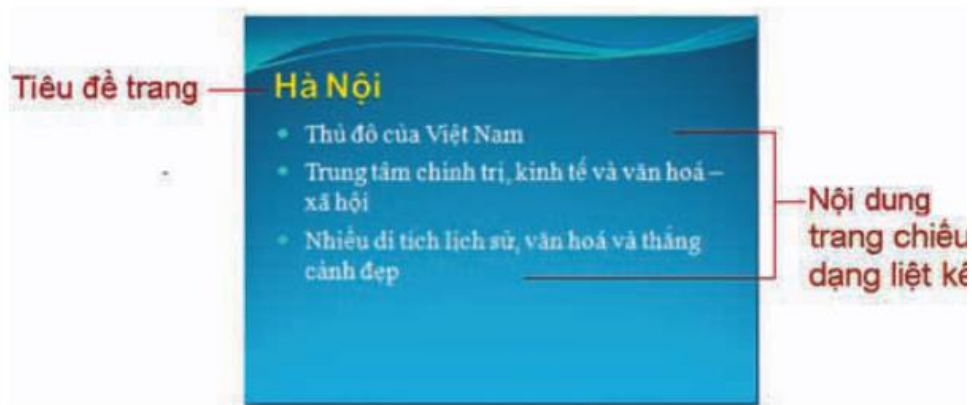 Tiêu đề trang
Hà Nội
Thủ đô của Việt Nam
Trung tâm chính trị, kinh tế và văn hoá –
xã hội
Nhiều di tích lịch sử, văn hoá và thắng
cảnh đẹp
Nội dung
trang chiếu
dạng liệt kê